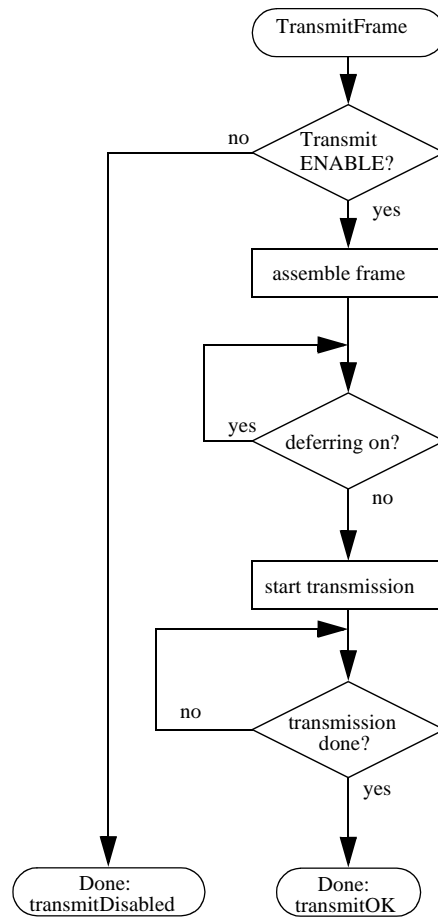 TransmitFrame
no
Transmit
ENABLE?
yes
assemble frame
yes
deferring on?
no
start transmission
no
transmission
done?
yes
Done:
transmitDisabled
Done:
transmitOK